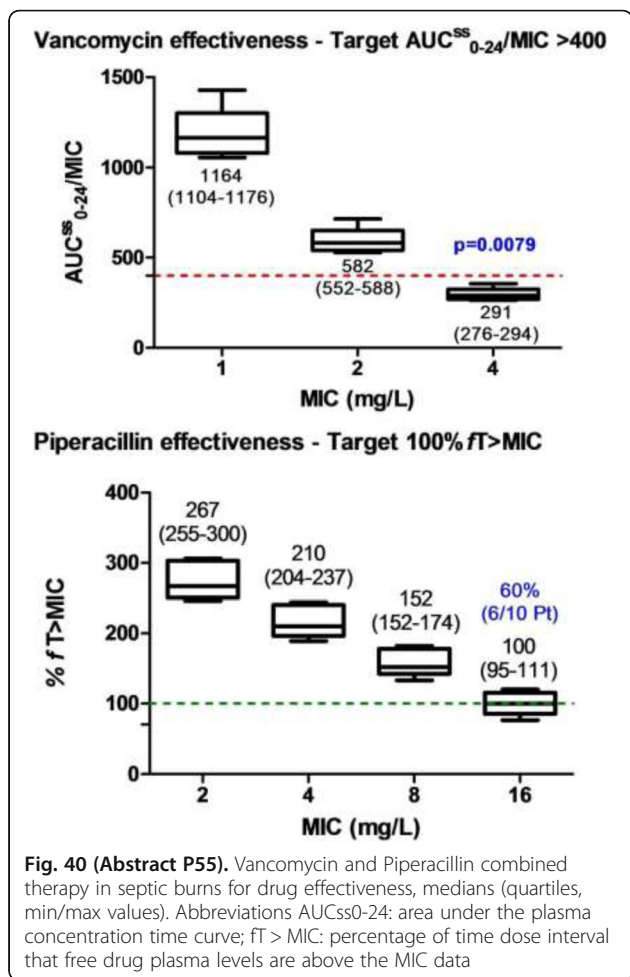 Vancomycin effectiveness - Target AUCˢˢ₀₋₂₄/MIC >400
AUCˢˢ₀₋₂₄/MIC
1500
1000
500
0
1164
(1104-1176)
582
(552-588)
p=0.0079
291
(276-294)
1 2 4
MIC (mg/L)
Piperacillin effectiveness - Target 100% fT>MIC
% f T>MIC
400
300
200
100
0
267
(255-300)
210
(204-237)
152
(152-174)
60%
(6/10 Pt)
100
(95-111)
2 4 8 16
MIC (mg/L)
Fig. 40 (Abstract P55). Vancomycin and Piperacillin combined
therapy in septic burns for drug effectiveness, medians (quartiles,
min/max values). Abbreviations AUCss0-24: area under the plasma
concentration time curve; fT > MIC: percentage of time dose interval
that free drug plasma levels are above the MIC data